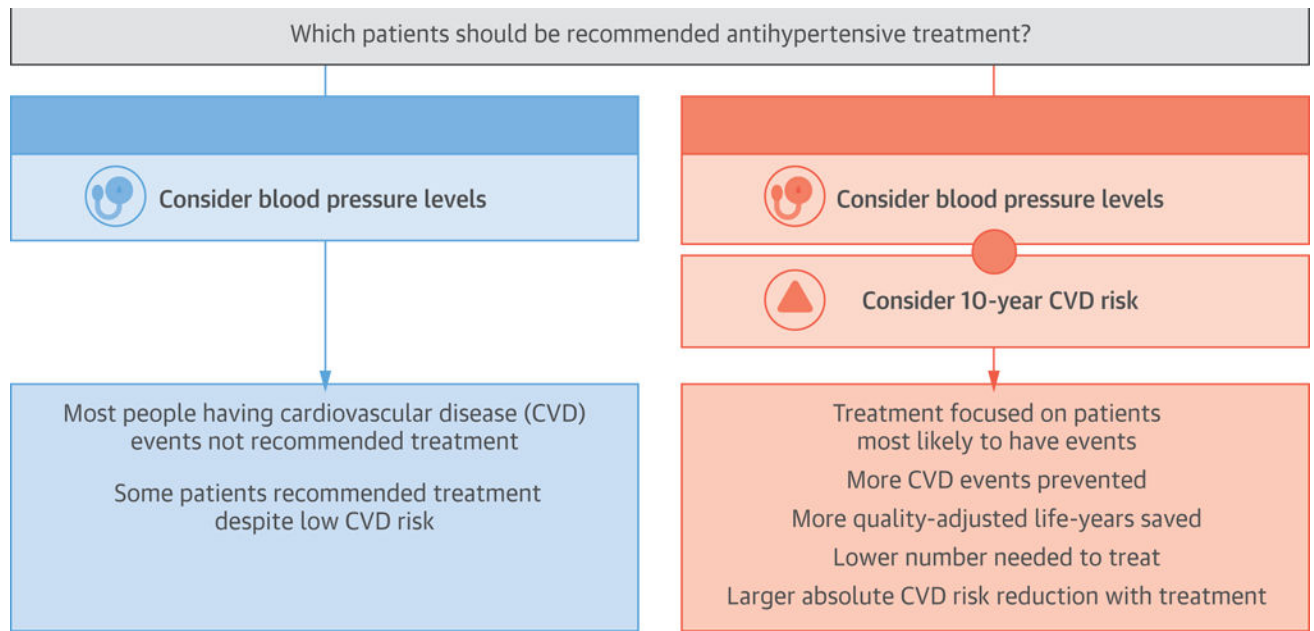 Which patients should be recommended antihypertensive treatment?
Consider blood pressure levels
Most people having cardiovascular disease (CVD)
events not recommended treatment
Some patients recommended treatment
despite low CVD risk
Consider blood pressure levels
Consider 10-year CVD risk
Treatment focused on patients
most likely to have events
More CVD events prevented
More quality-adjusted life-years saved
Lower number needed to treat
Larger absolute CVD risk reduction with treatment